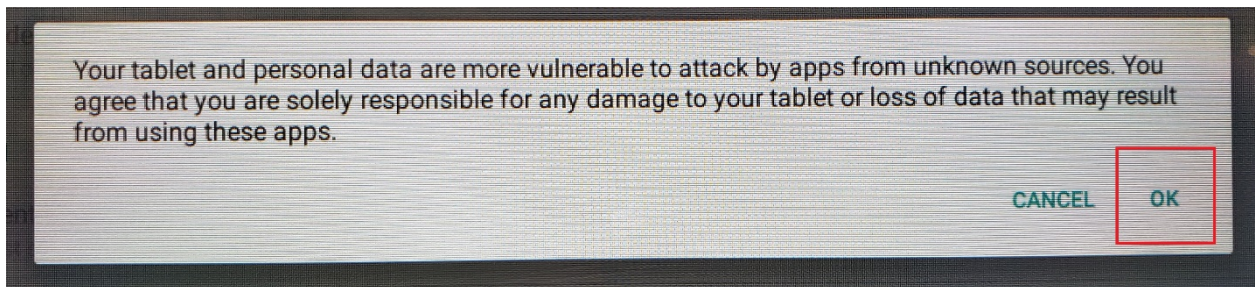 Your tablet and personal data are more vulnerable to attack by apps from unknown sources. You
agree that you are solely responsible for any damage to your tablet or loss of data that may result
from using these apps.
CANCEL OK